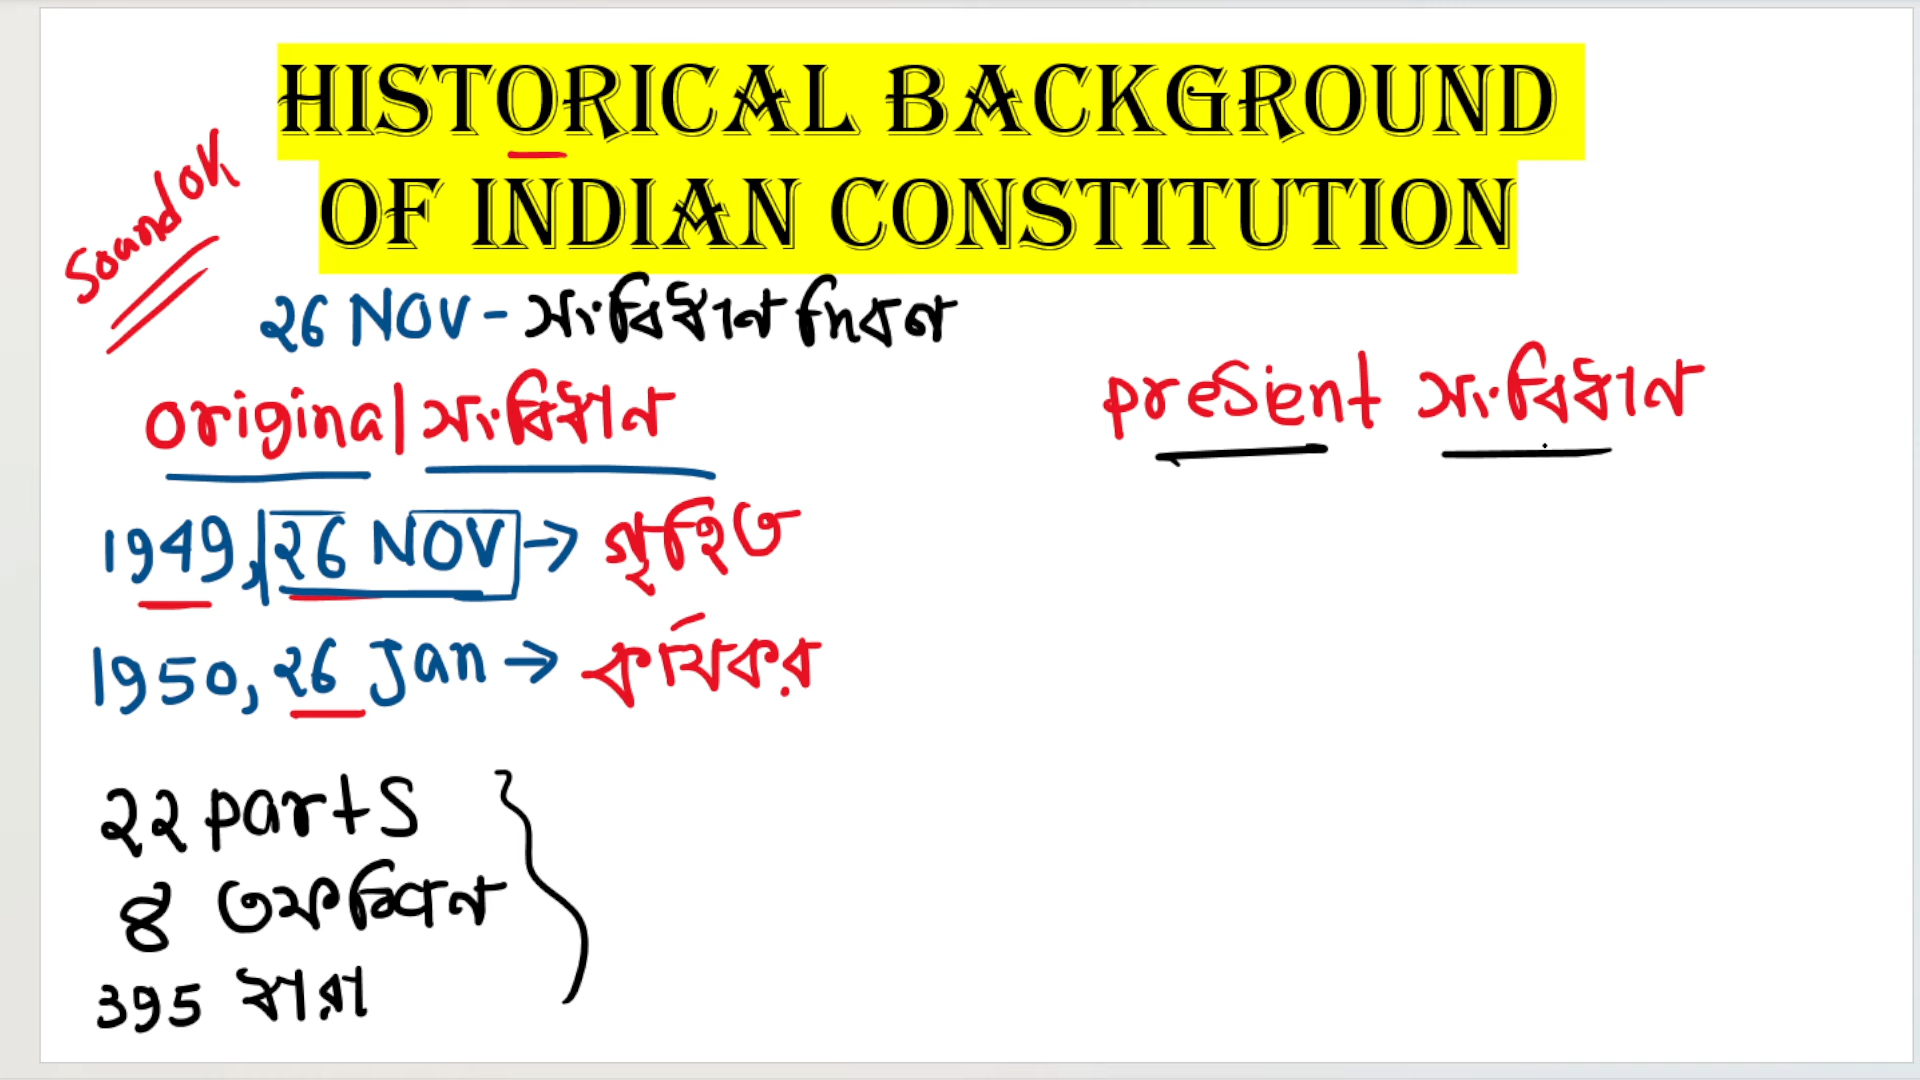 HISTORICAL BACKGROUND
OF INDIAN CONSTITUTION
Sound OK
26 NOV - সংবিধান দিবস
original সংবিধান
present সংবিধান
1949, 26 NOV → গৃহিত
1950, 26 Jan → কার্যকর
22 parts
8 তফসিল
395 ধারা